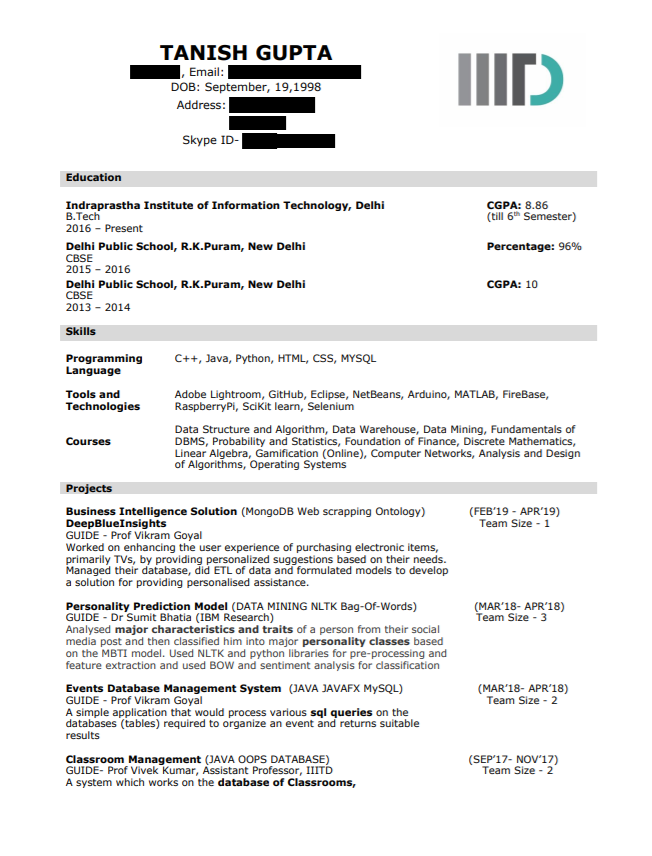 TANISH GUPTA
, Email:
DOB: September, 19,1998
Address:
Skype ID-
IIITD
Education
Indraprastha Institute of Information Technology, Delhi CGPA: 8.86
B.Tech (till 6th Semester)
2016 – Present
Delhi Public School, R.K.Puram, New Delhi Percentage: 96%
CBSE
2015 – 2016
Delhi Public School, R.K.Puram, New Delhi CGPA: 10
CBSE
2013 – 2014
Skills
Programming Language C++, Java, Python, HTML, CSS, MYSQL
Tools and Technologies Adobe Lightroom, GitHub, Eclipse, NetBeans, Arduino, MATLAB, FireBase,
RaspberryPi, SciKit learn, Selenium
Courses Data Structure and Algorithm, Data Warehouse, Data Mining, Fundamentals of
DBMS, Probability and Statistics, Foundation of Finance, Discrete Mathematics,
Linear Algebra, Gamification (Online), Computer Networks, Analysis and Design
of Algorithms, Operating Systems
Projects
Business Intelligence Solution (MongoDB Web scrapping Ontology) (FEB'19 - APR'19)
DeepBlueInsights Team Size - 1
GUIDE - Prof Vikram Goyal
Worked on enhancing the user experience of purchasing electronic items,
primarily TVs, by providing personalized suggestions based on their needs.
Managed their database, did ETL of data and formulated models to develop
a solution for providing personalised assistance.
Personality Prediction Model (DATA MINING NLTK Bag-Of-Words) (MAR'18- APR'18)
GUIDE - Dr Sumit Bhatia (IBM Research) Team Size - 3
Analysed major characteristics and traits of a person from their social
media post and then classified him into major personality classes based
on the MBTI model. Used NLTK and python libraries for pre-processing and
feature extraction and used BOW and sentiment analysis for classification
Events Database Management System (JAVA JAVAFX MySQL) (MAR'18- APR'18)
GUIDE - Prof Vikram Goyal Team Size - 2
A simple application that would process various sql queries on the
databases (tables) required to organize an event and returns suitable
results
Classroom Management (JAVA OOPS DATABASE) (SEP'17- NOV'17)
GUIDE- Prof Vivek Kumar, Assistant Professor, IIITD Team Size - 2
A system which works on the database of Classrooms,